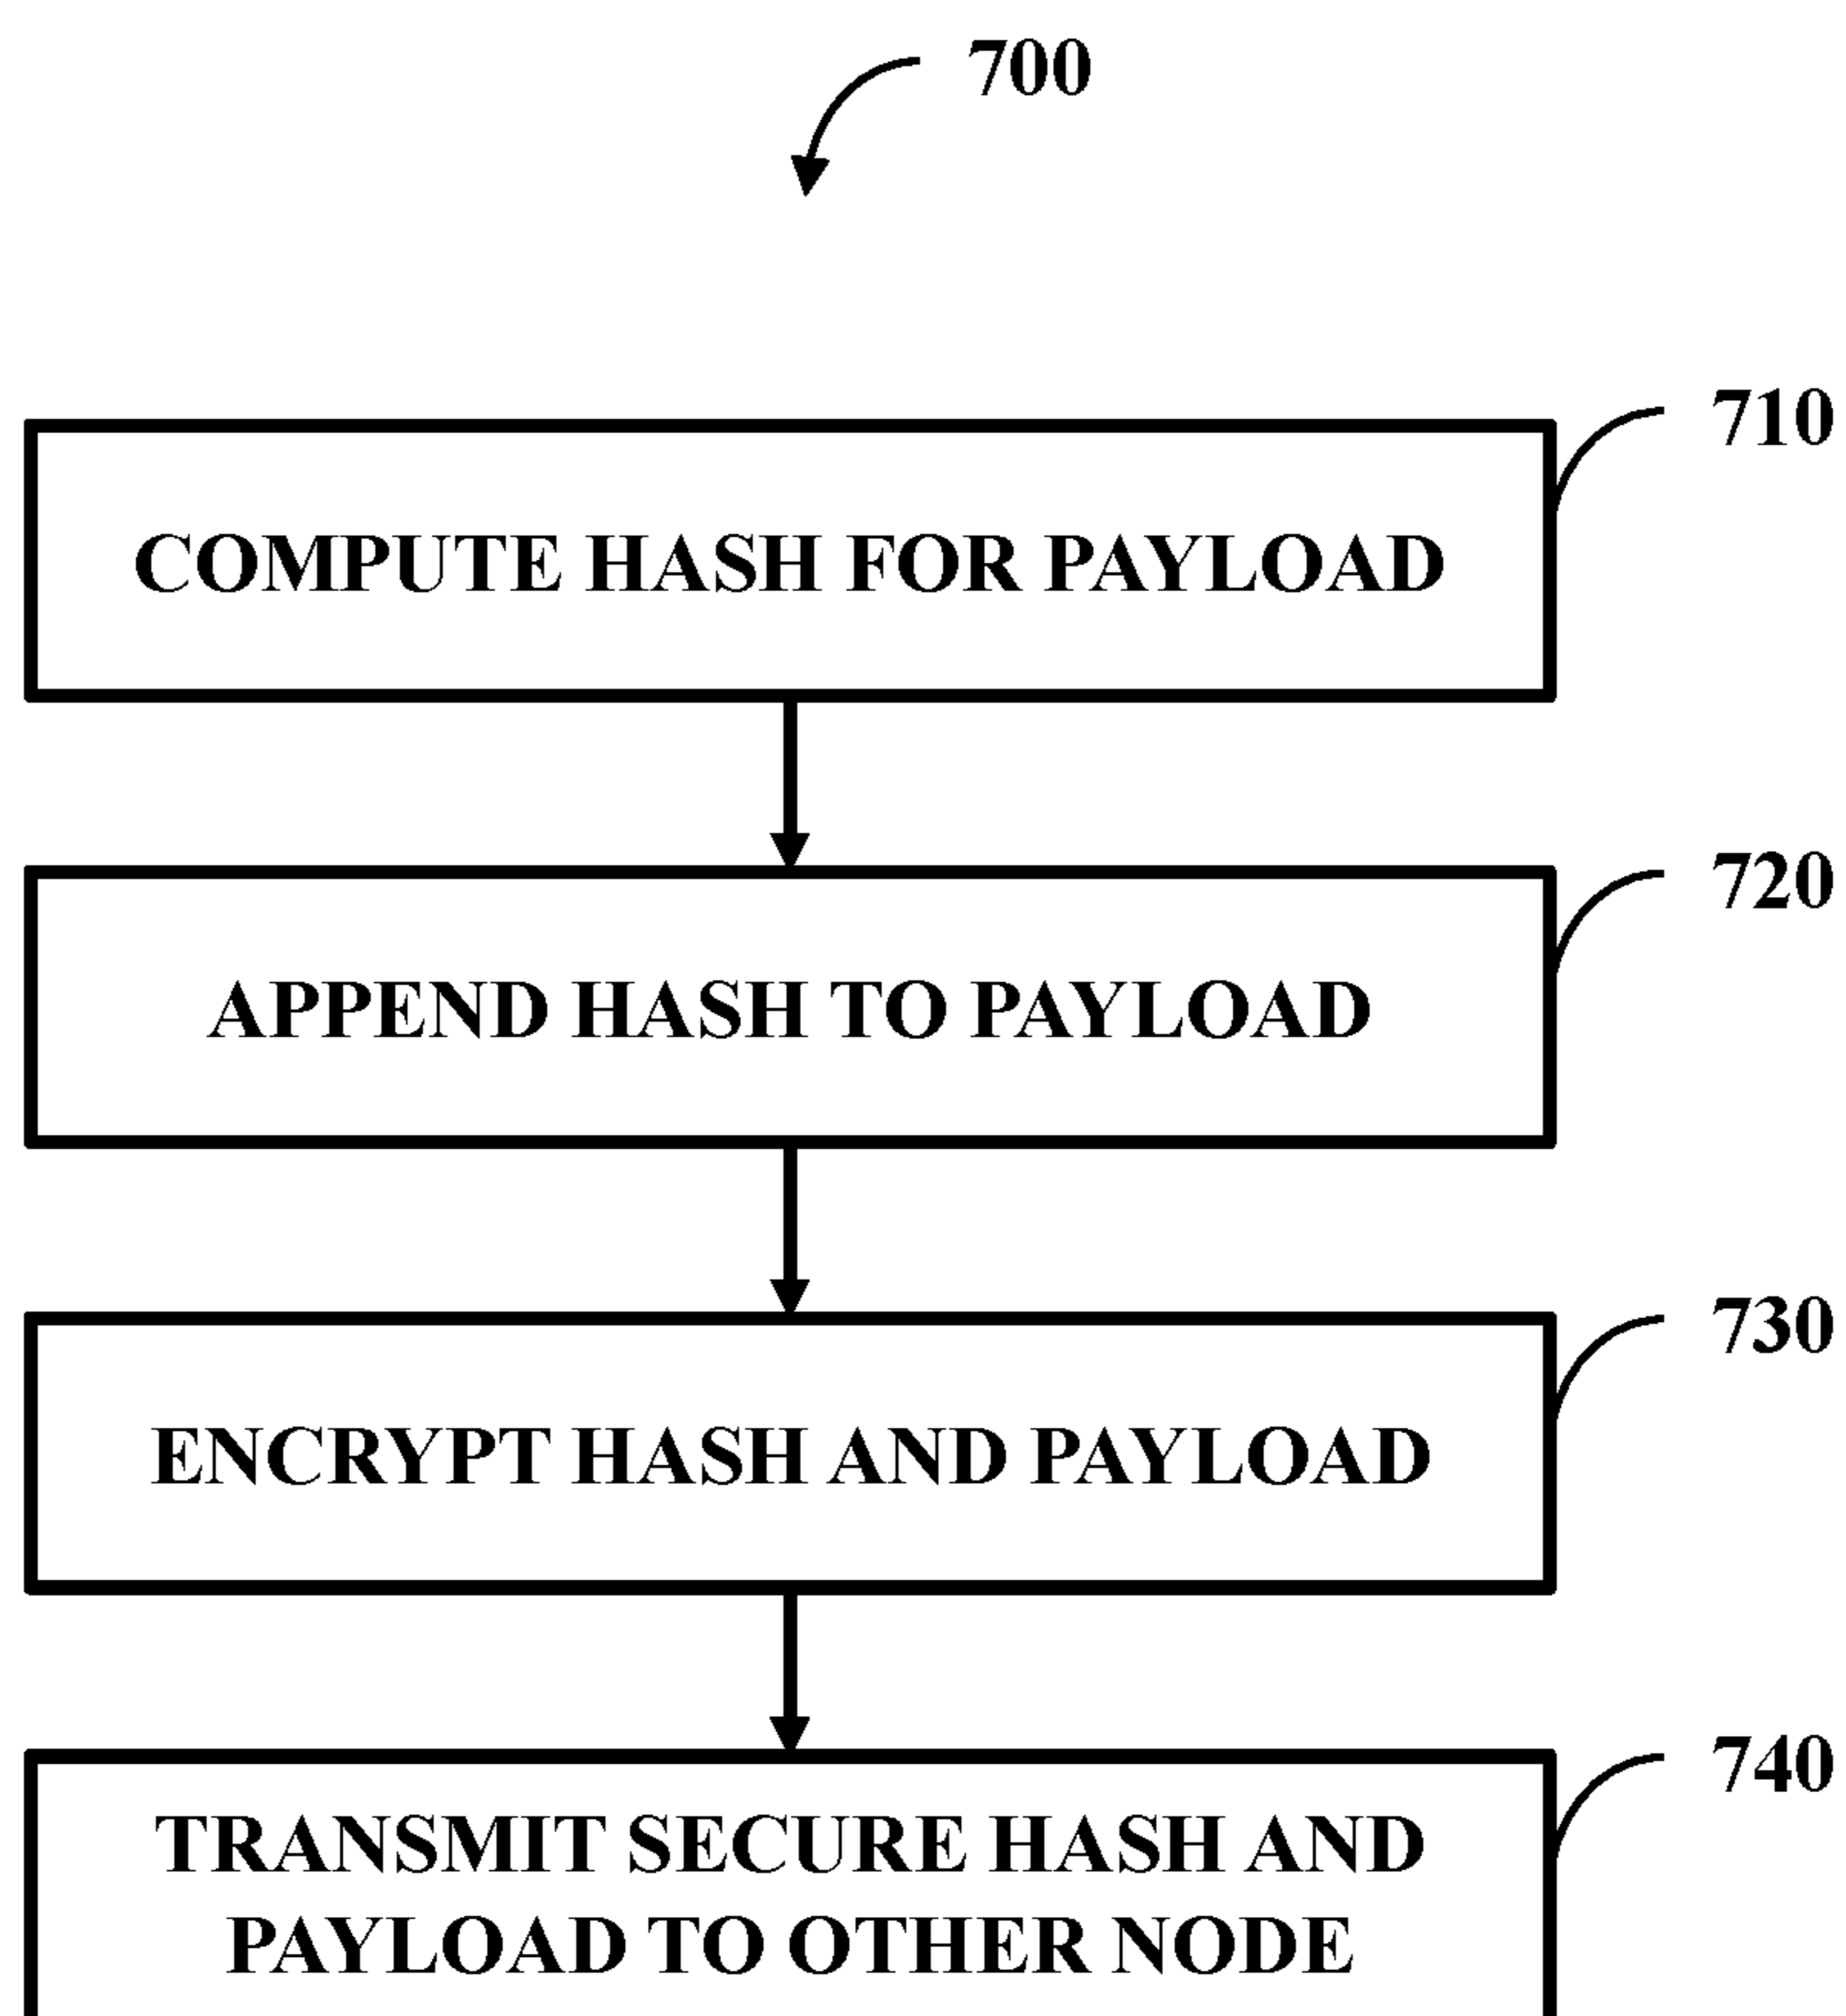 700
710
COMPUTE HASH FOR PAYLOAD
720
APPEND HASH TO PAYLOAD
730
ENCRYPT HASH AND PAYLOAD
740
TRANSMIT SECURE HASH AND
PAYLOAD TO OTHER NODE